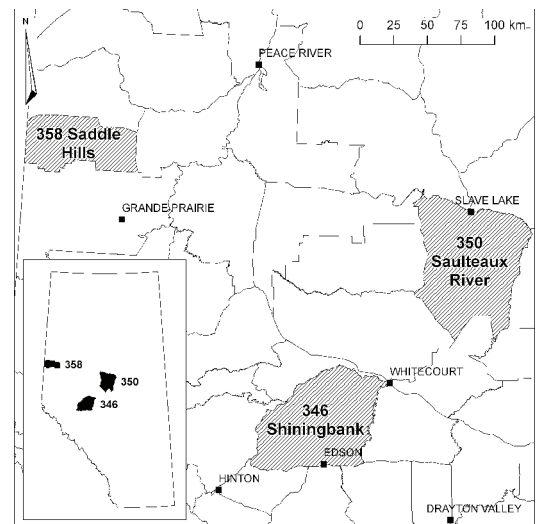 N
0 25 50 75 100 km
PEACE RIVER
358 Saddle
Hills
GRANDE PRAIRIE
SLAVE LAKE
350
Saulteaux
River
358
350
346
WHITECOURT
346
Shiningbank
EDSON
HINTON
DRAYTON VALLEY